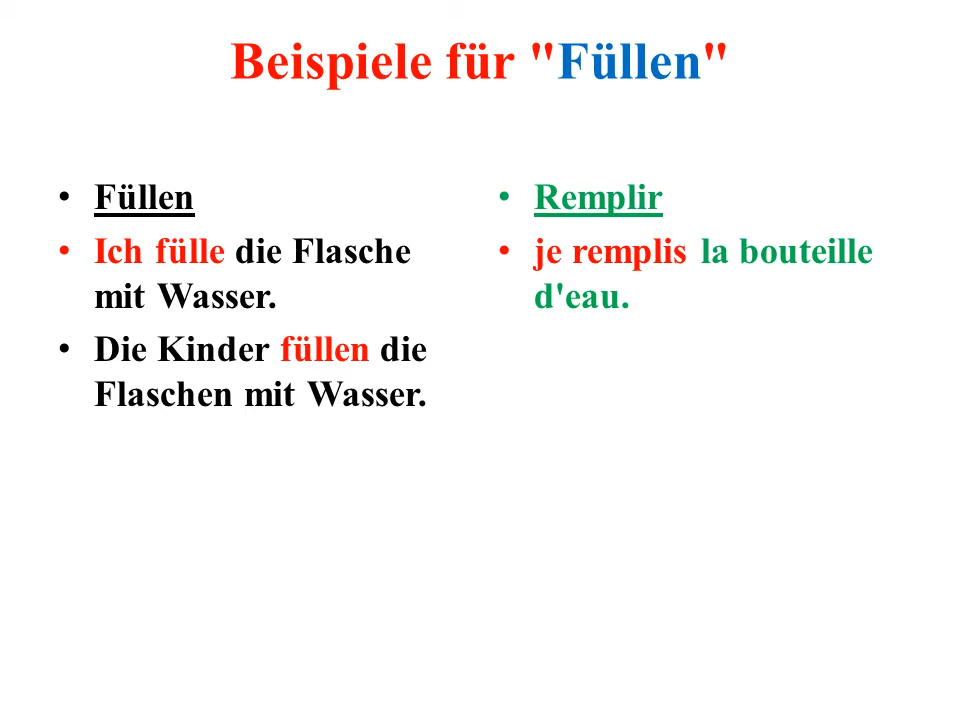 Beispiele für "Füllen"
• Füllen
• Ich fülle die Flasche
mit Wasser.
• Die Kinder füllen die
Flaschen mit Wasser.
• Remplir
• je remplis la bouteille
d'eau.